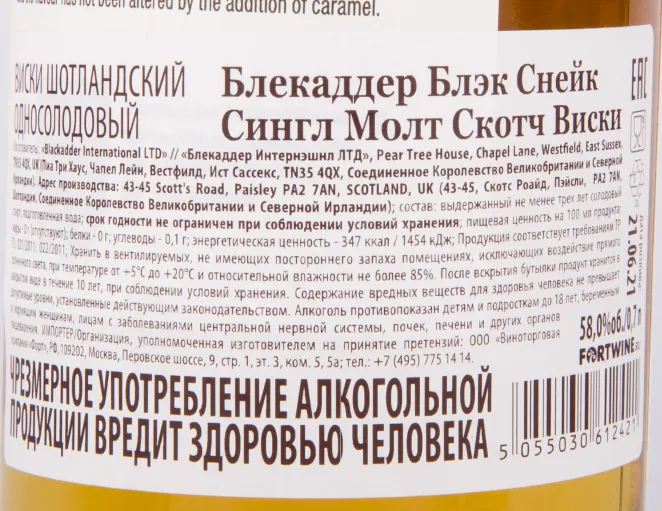 its flavour has not been altered by the addition of caramel.
ВИСКИ ШОТЛАНДСКИЙ
ОДНОСОЛОДОВЫЙ
Блекаддер Блэк Снейк
Сингл Молт Скотч Виски
Изготовитель: «Blackadder International LTD» // «Блекаддер Интернэшнл ЛТД», Pear Tree House, Chapel Lane, Westfield, East Sussex,
TN35 4QX, UK (Пиа Три Хаус, Чапел Лейн, Вестфилд, Ист Сассекс, TN35 4QX, Соединенное Королевство Великобритании и Северной
Ирландии). Адрес производства: 43-45 Scott's Road, Paisley PA2 7AN, SCOTLAND, UK (43-45, Скотс Роайд, Пэйсли, PA2 7AN,
Шотландия, Соединенное Королевство Великобритании и Северной Ирландии); состав: выдержанный не менее трех лет солодовый
спирт, подготовленная вода; срок годности не ограничен при соблюдении условий хранения; пищевая ценность на 100 мл продукта
жиры - 0 (отсутствуют); белки - 0 г; углеводы - 0,1 г; энергетическая ценность - 347 ккал / 1454 кДж; Продукция соответствует требованиям ТР
022/2011; Хранить в вентилируемых, не имеющих постороннего запаха помещениях, исключающих воздействие прямого
солнечного света, при температуре от +5°С до +20°С и относительной влажности не более 85%. После вскрытия бутылки продукт хранится в
закрытом виде в течение 10 лет, при соблюдении условий хранения. Содержание вредных веществ для здоровья человека не превышает
допустимые уровни, установленные действующим законодательством. Алкоголь противопоказан детям и подросткам до 18 лет, беременным
и кормящим женщинам, лицам с заболеваниями центральной нервной системы, почек, печени и других органов
пищеварения. ИМПОРТЕР/Организация, уполномоченная изготовителем на принятие претензий: ООО «Виноторговая
компания «Форт», РФ, 109202, Москва, Перовское шоссе, 9, стр. 1, эт. 3, ком. 5, 5а; тел.: +7 (495) 775 14 14.
ЧРЕЗМЕРНОЕ УПОТРЕБЛЕНИЕ АЛКОГОЛЬНОЙ
ПРОДУКЦИИ ВРЕДИТ ЗДОРОВЬЮ ЧЕЛОВЕКА
EAC
21.06.21
58,0%об./0,7л
FORTWINE
5 055030 612421